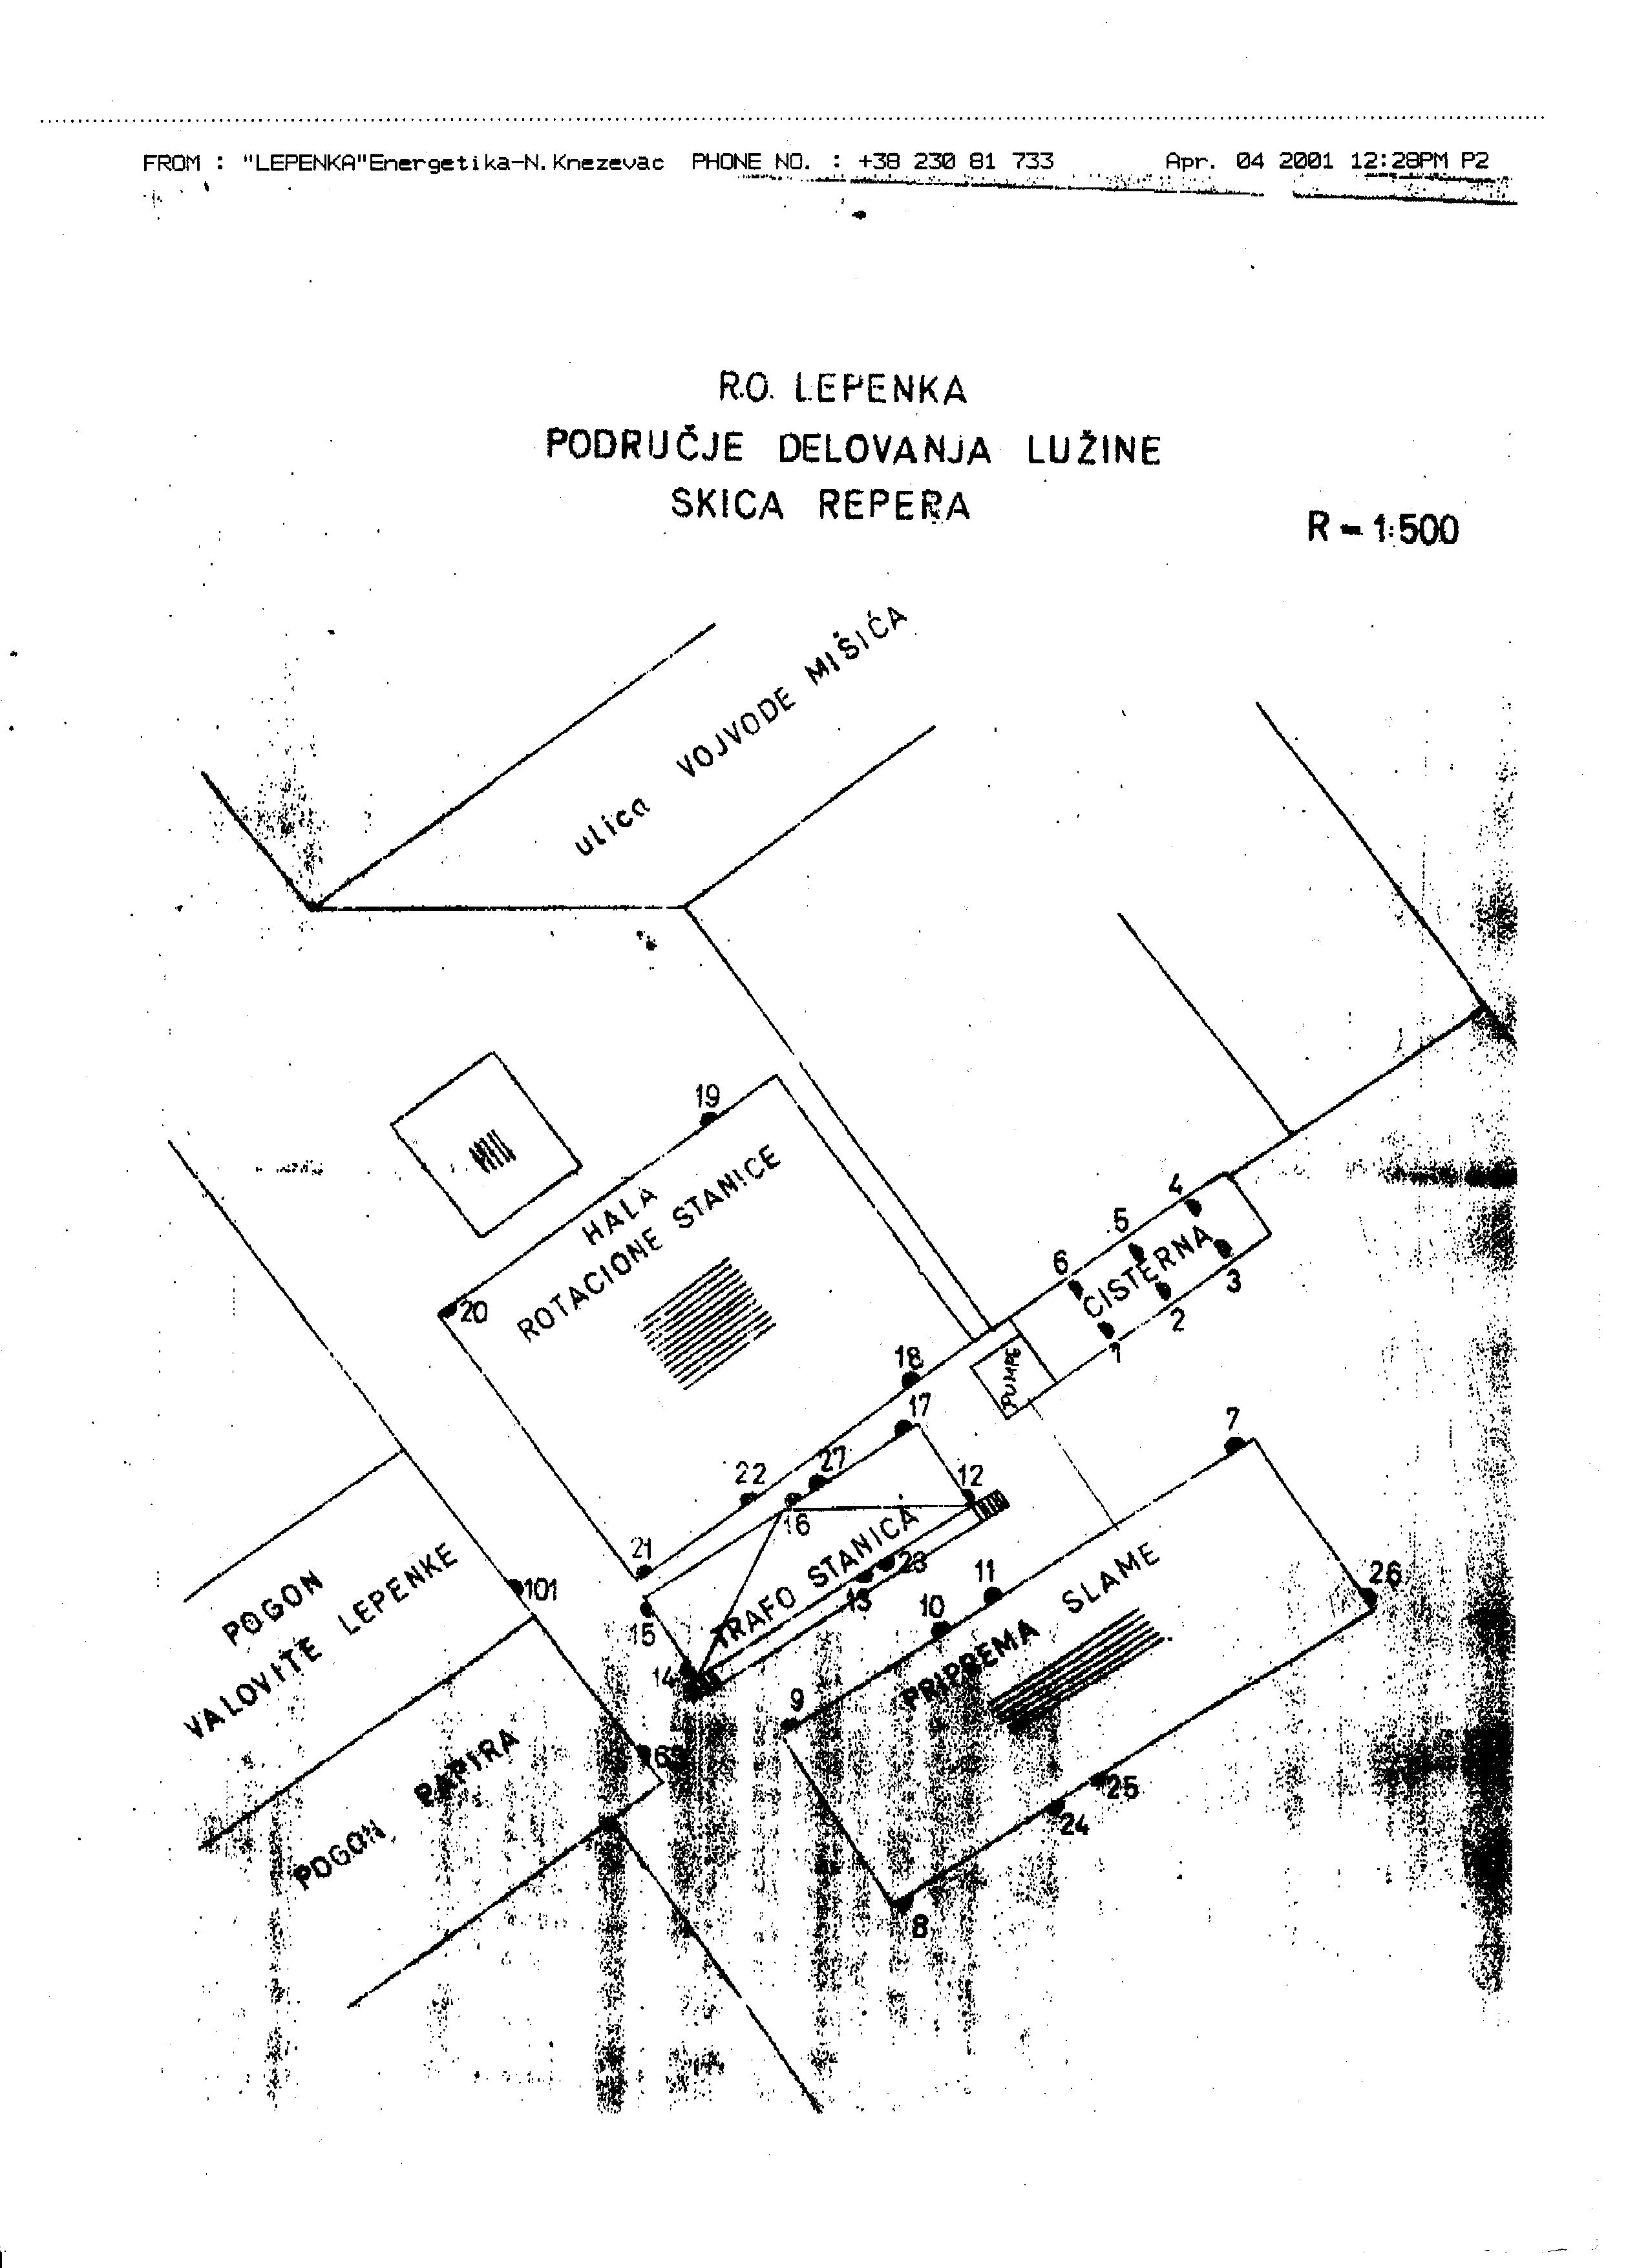 FROM : "LEPENKA"Energetika-N.Knezevac PHONE NO. : +38 230 81 733 Apr. 04 2001 12:28PM P2
R.O. LEPENKA
PODRUČJE DELOVANJA LUŽINE
SKICA REPERA
R - 1:500
ulica VOJVODE MIŠIĆA
19
HALA
ROTACIONE STANICE
20
4
5
6
CISTERNA
3
2
1
PUMPE
18
17
7
22
27
12
16
21
TRAFO STANICA
23
13
11
10
26
15
14
101
POGON
VALOVITE LEPENKE
PRIPREMA SLAME
9
POGON PAPIRA
25
24
8